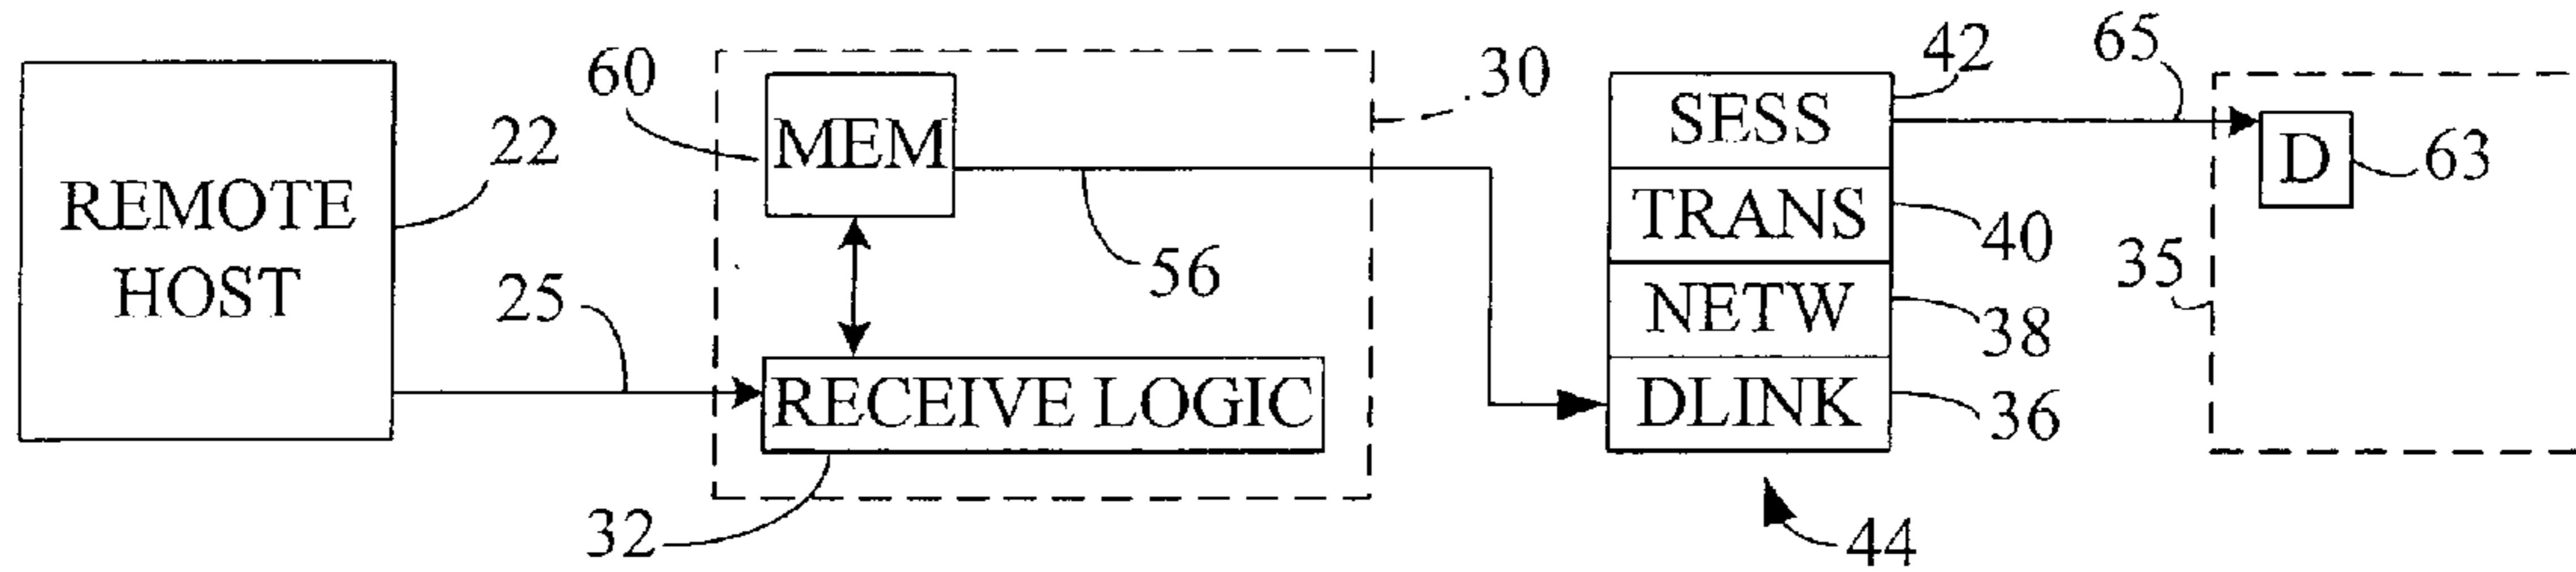 REMOTE
HOST
22
25
60
MEM
30
56
RECEIVE LOGIC
32
SESS
42
TRANS
40
NETW
38
DLINK
36
44
65
D
63
35